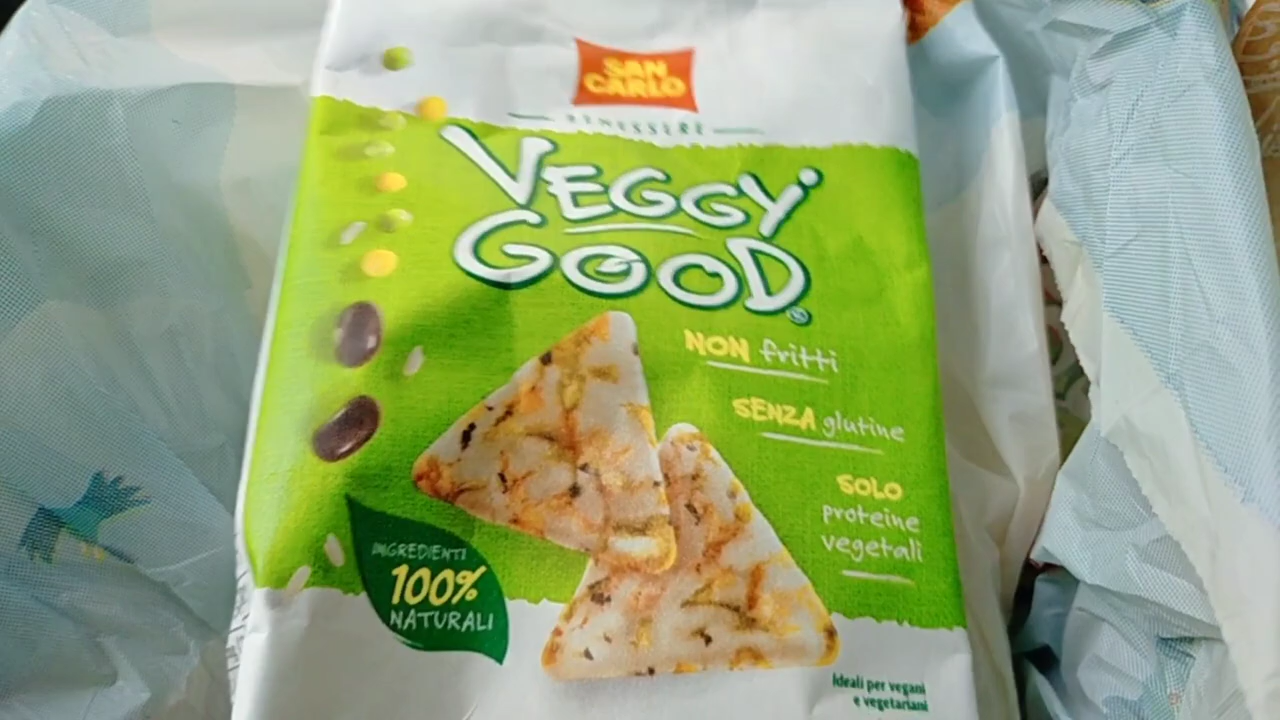 SAN
CARLO
BENESSERE
VEGGY
GOOD
®
NON fritti
SENZA glutine
SOLO
proteine
vegetali
INGREDIENTI
100%
NATURALI
Ideali per vegani
e vegetariani